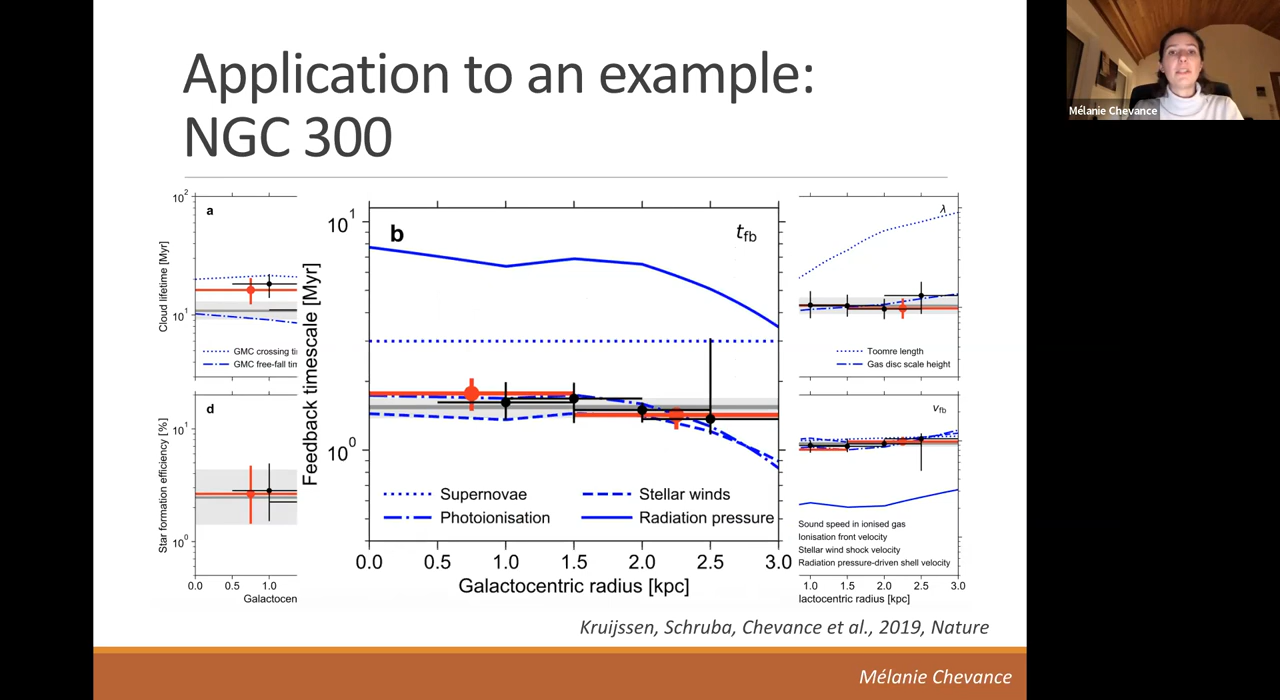 Application to an example:
NGC 300
Mélanie Chevance
a
Cloud lifetime [Myr]
10²
10¹
GMC crossing ti
GMC free-fall tim
d
Star formation efficiency [%]
10¹
10⁰
0.0 0.5 1.0
Galactocen
b
t_fb
Feedback timescale [Myr]
10¹
10⁰
Supernovae
Photoionisation
Stellar winds
Radiation pressure
0.0 0.5 1.0 1.5 2.0 2.5 3.0
Galactocentric radius [kpc]
λ
Toomre length
Gas disc scale height
v_fb
Sound speed in ionised gas
Ionisation front velocity
Stellar wind shock velocity
Radiation pressure-driven shell velocity
1.0 1.5 2.0 2.5 3.0
lactocentric radius [kpc]
Kruijssen, Schruba, Chevance et al., 2019, Nature
Mélanie Chevance